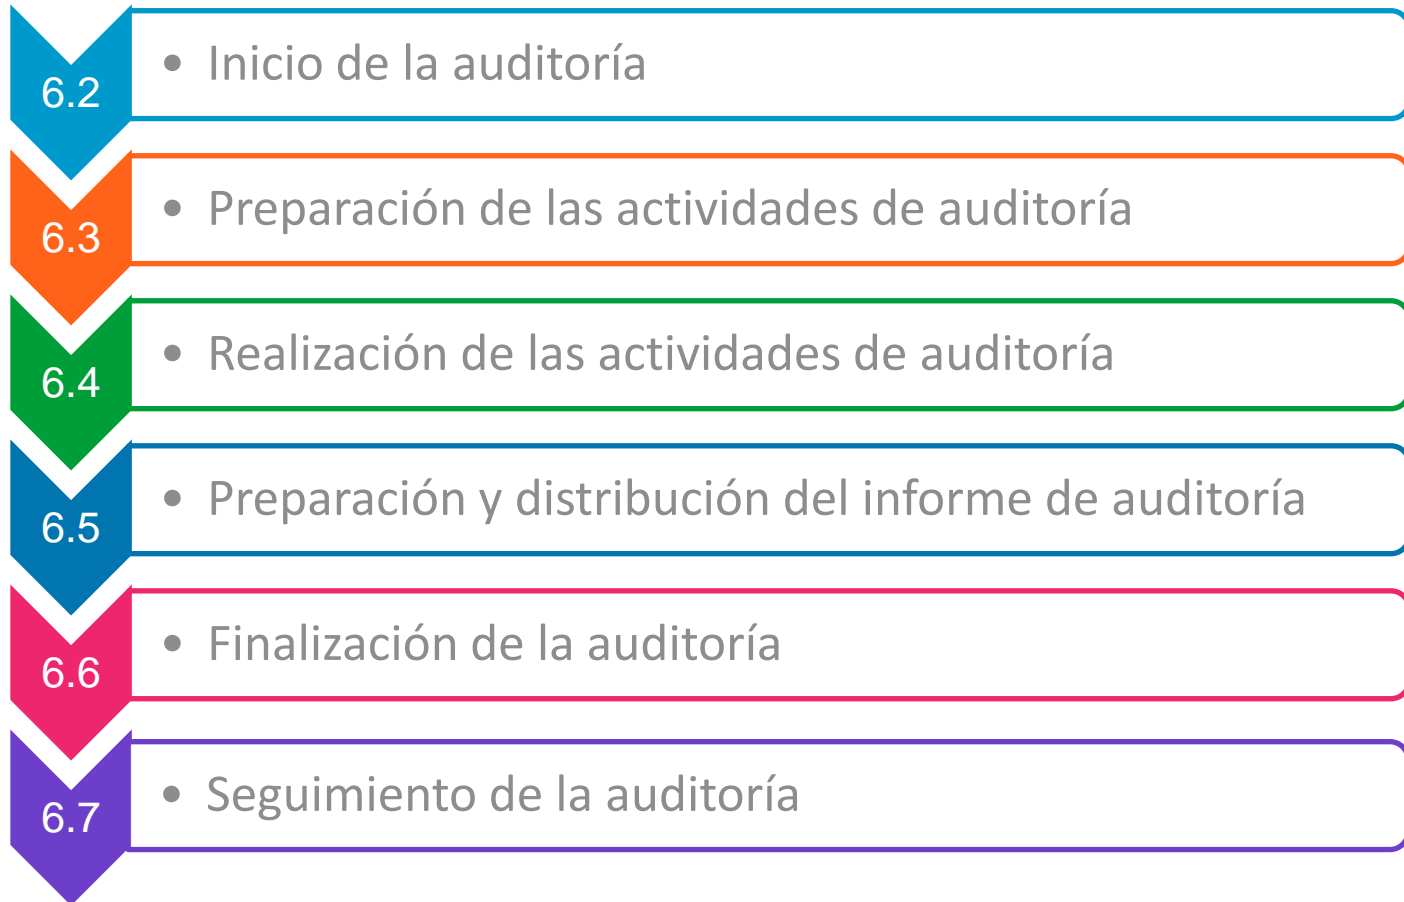 6.2
• Inicio de la auditoría
6.3
• Preparación de las actividades de auditoría
6.4
• Realización de las actividades de auditoría
6.5
• Preparación y distribución del informe de auditoría
6.6
• Finalización de la auditoría
6.7
• Seguimiento de la auditoría